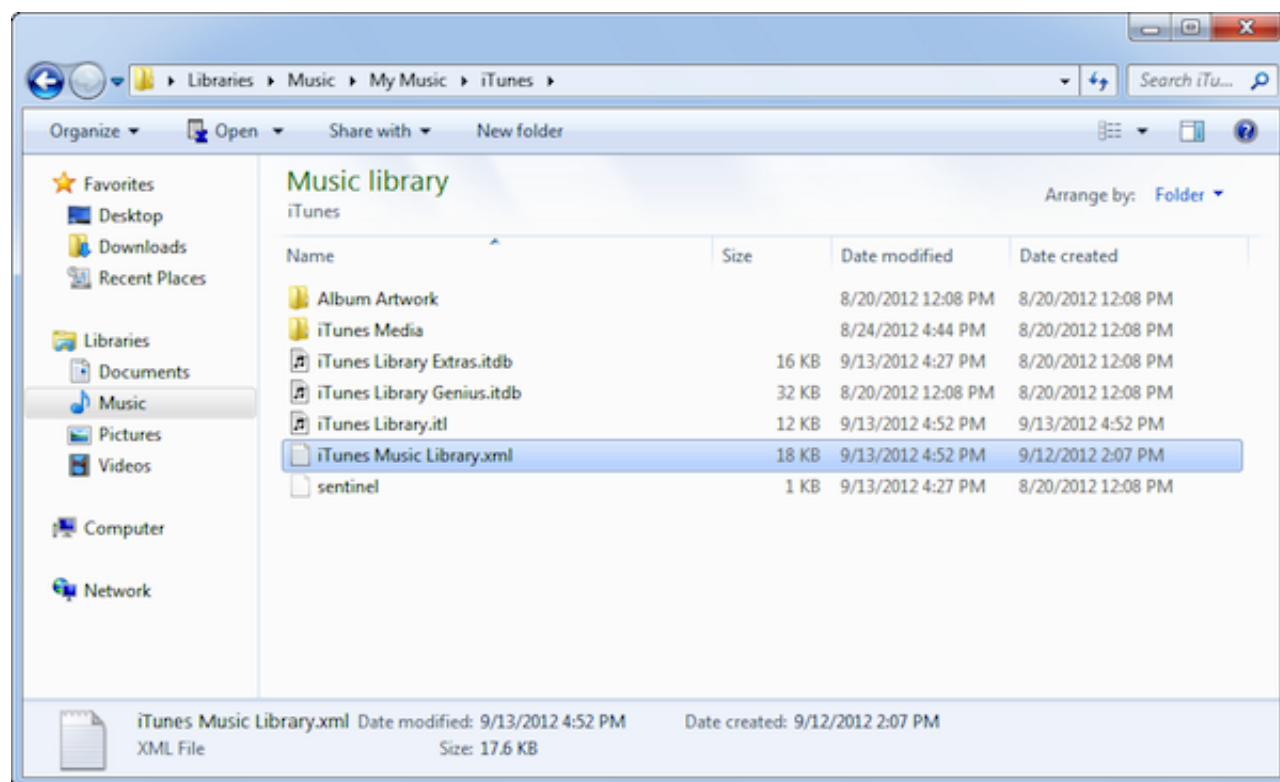 Libraries Music My Music iTunes Search iTu...
Organize Open Share with New folder
Favorites
Desktop
Downloads
Recent Places
Libraries
Documents
Music
Pictures
Videos
Computer
Network
Music library
iTunes
Arrange by: Folder
Name Size Date modified Date created
Album Artwork 8/20/2012 12:08 PM 8/20/2012 12:08 PM
iTunes Media 8/24/2012 4:44 PM 8/20/2012 12:08 PM
iTunes Library Extras.itdb 16 KB 9/13/2012 4:27 PM 8/20/2012 12:08 PM
iTunes Library Genius.itdb 32 KB 8/20/2012 12:08 PM 8/20/2012 12:08 PM
iTunes Library.itl 12 KB 9/13/2012 4:52 PM 9/13/2012 4:52 PM
iTunes Music Library.xml 18 KB 9/13/2012 4:52 PM 9/12/2012 2:07 PM
sentinel 1 KB 9/13/2012 4:27 PM 8/20/2012 12:08 PM
iTunes Music Library.xml Date modified: 9/13/2012 4:52 PM Date created: 9/12/2012 2:07 PM
XML File Size: 17.6 KB